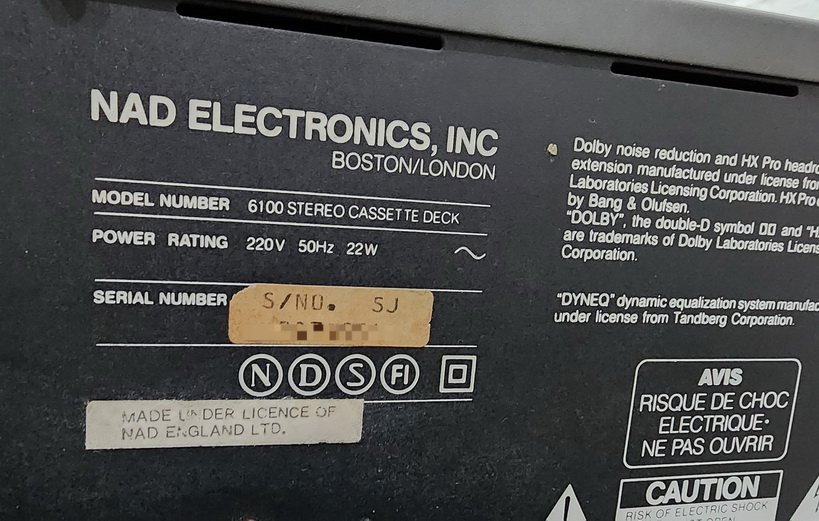 NAD ELECTRONICS, INC
BOSTON/LONDON
MODEL NUMBER 6100 STEREO CASSETTE DECK
POWER RATING 220V 50Hz 22W
SERIAL NUMBER S/NO. SJ
N D S FI
MADE UNDER LICENCE OF
NAD ENGLAND LTD.
Dolby noise reduction and HX Pro
extension manufactured under license
Laboratories Licensing Corporation. HX Pro
by Bang & Olufsen.
"DOLBY", the double-D symbol and
are trademarks of Dolby Laboratories
Corporation.
"DYNEQ" dynamic equalization system
under license from Tandberg Corporation.
AVIS
RISQUE DE CHOC
ELECTRIQUE•
NE PAS OUVRIR
CAUTION
RISK OF ELECTRIC SHOCK